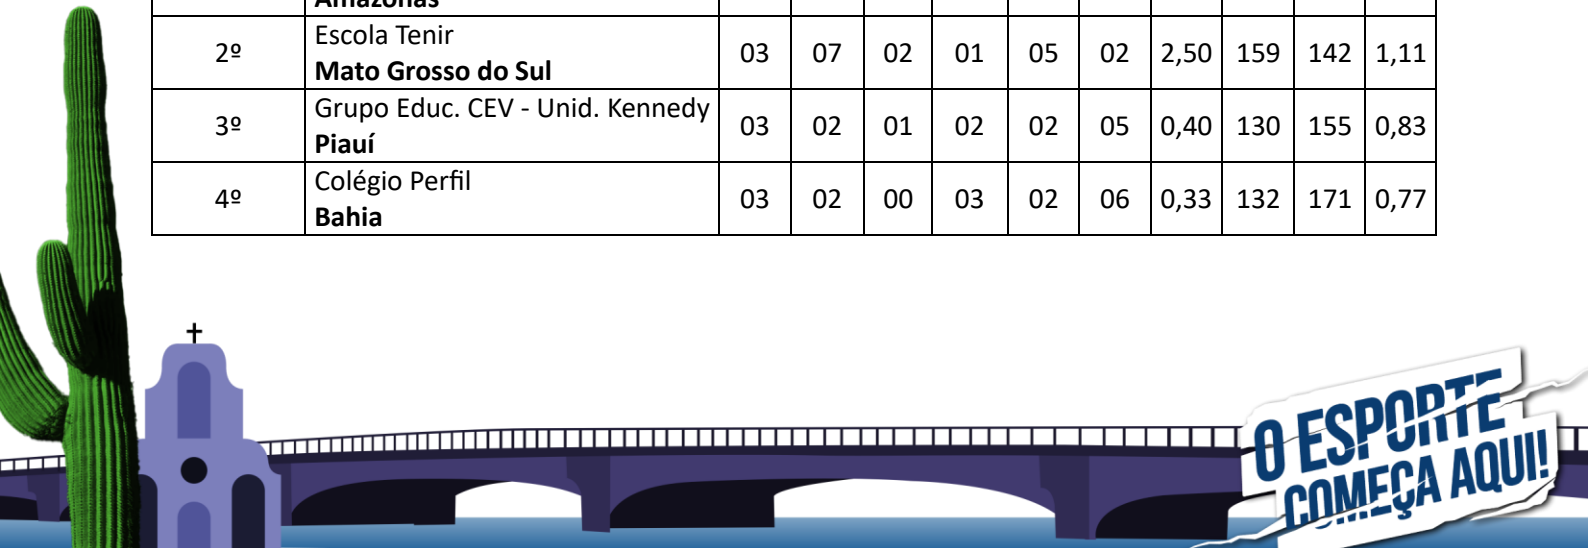 Amazonas
2º Escola Tenir Mato Grosso do Sul 03 07 02 01 05 02 2,50 159 142 1,11
3º Grupo Educ. CEV - Unid. Kennedy Piauí 03 02 01 02 02 05 0,40 130 155 0,83
4º Colégio Perfil Bahia 03 02 00 03 02 06 0,33 132 171 0,77
O ESPORTE
COMEÇA AQUI!